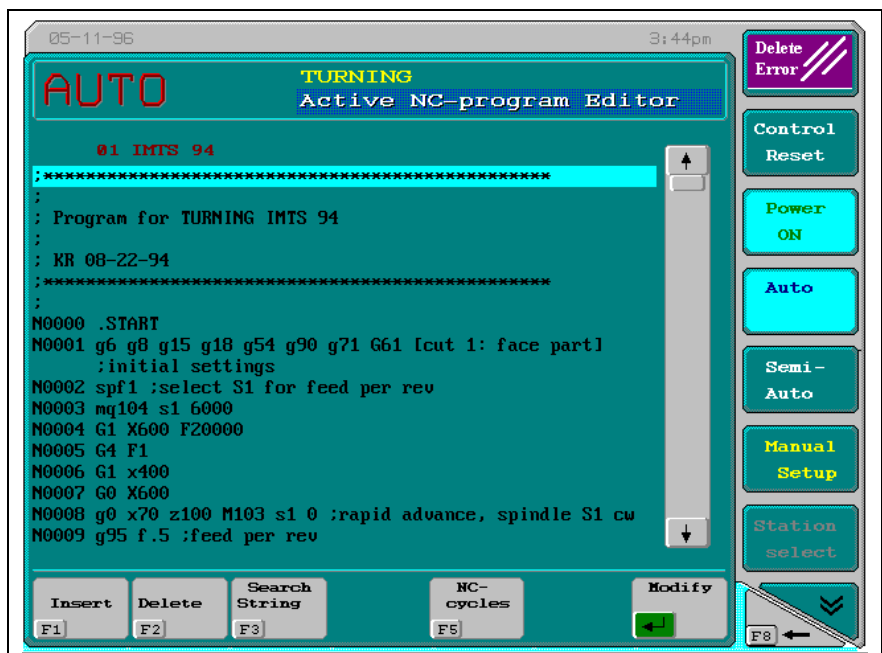 05-11-96 3:44pm
AUTO
TURNING
Active NC-program Editor
01 IMTS 94
;************************************************
;
; Program for TURNING IMTS 94
;
; KR 08-22-94
;************************************************
;
N0000 .START
N0001 g6 g8 g15 g18 g54 g90 g71 G61 [cut 1: face part]
;initial settings
N0002 spf1 ;select S1 for feed per rev
N0003 mq104 s1 6000
N0004 G1 X600 F20000
N0005 G4 F1
N0006 G1 x400
N0007 G0 X600
N0008 g0 x70 z100 M103 s1 0 ;rapid advance, spindle S1 cw
N0009 g95 f.5 ;feed per rev
Delete
Error
Control
Reset
Power
ON
Auto
Semi-
Auto
Manual
Setup
Station
select
Insert
F1
Delete
F2
Search
String
F3
NC-
cycles
F5
Modify
F8